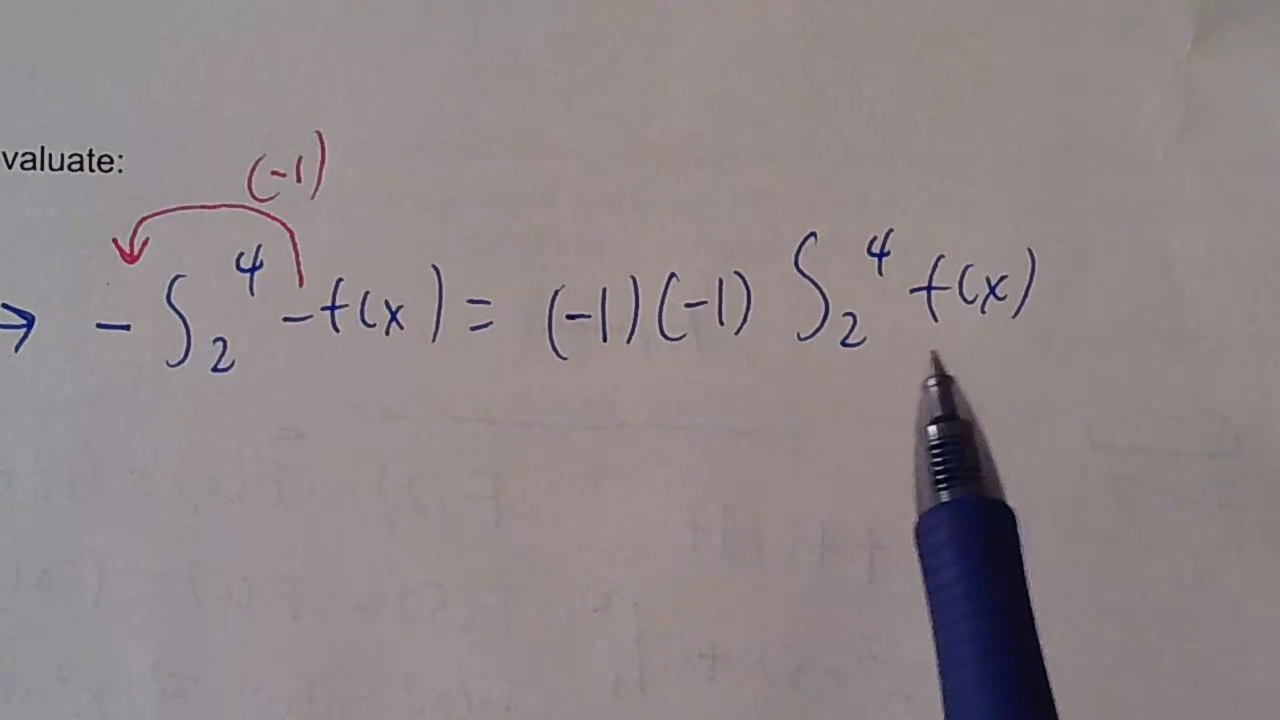 valuate:
(-1)
→ - ∫₂⁴ -f(x) = (-1)(-1) ∫₂⁴ f(x)